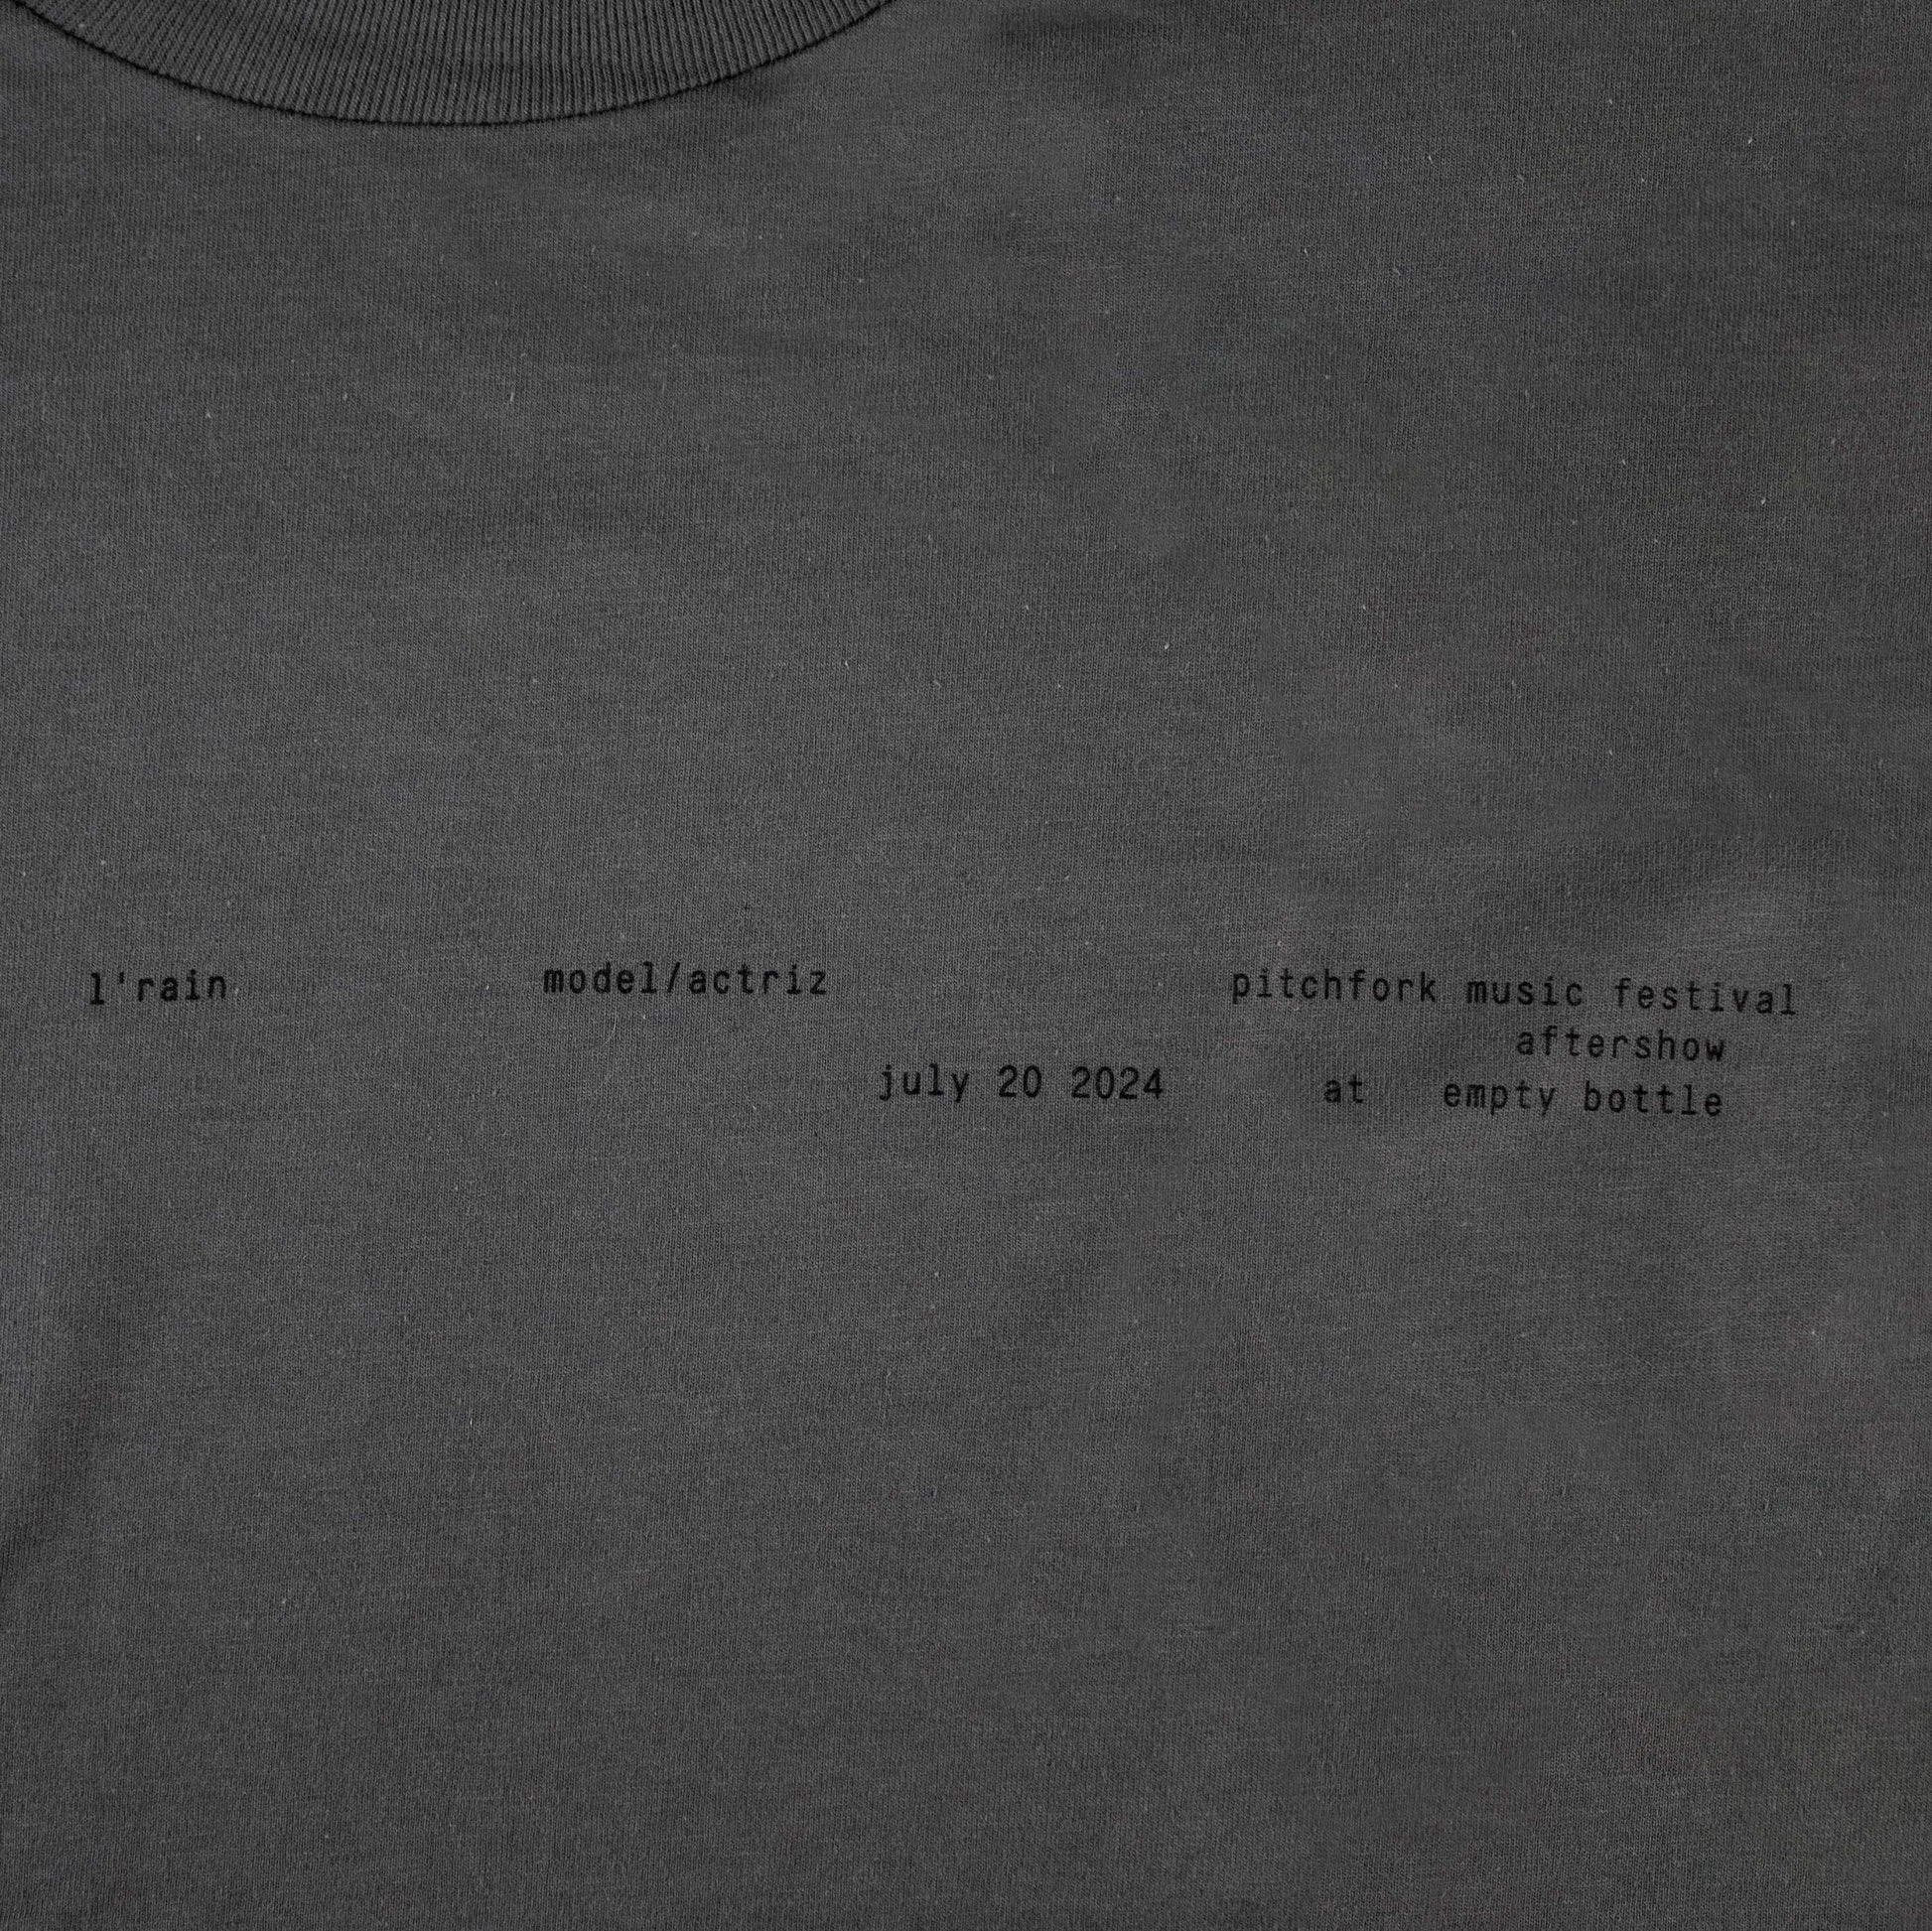 l'rain model/actriz pitchfork music festival
aftershow
july 20 2024 at empty bottle